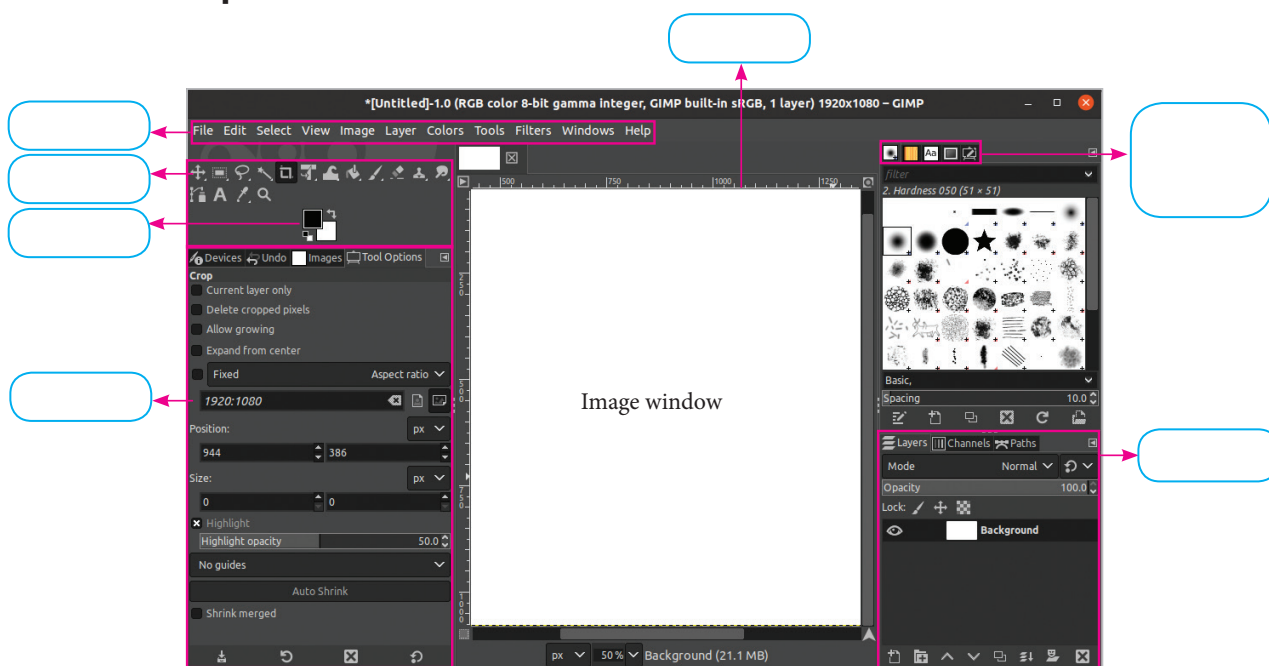 *[Untitled]-1.0 (RGB color 8-bit gamma integer, GIMP built-in sRGB, 1 layer) 1920x1080 – GIMP
File Edit Select View Image Layer Colors Tools Filters Windows Help
Aa
500 750 1000 1250
filter
2. Hardness 050 (51 × 51)
A
Devices Undo Images Tool Options
Crop
Current layer only
Delete cropped pixels
Allow growing
Expand from center
Fixed Aspect ratio
1920:1080
Position: px
944 386
Size: px
0 0
Highlight
Highlight opacity 50.0
No guides
Auto Shrink
Shrink merged
250
500
750
1000
Image window
px 50 % Background (21.1 MB)
Basic,
Spacing 10.0
Layers Channels Paths
Mode Normal
Opacity 100.0
Lock:
Background